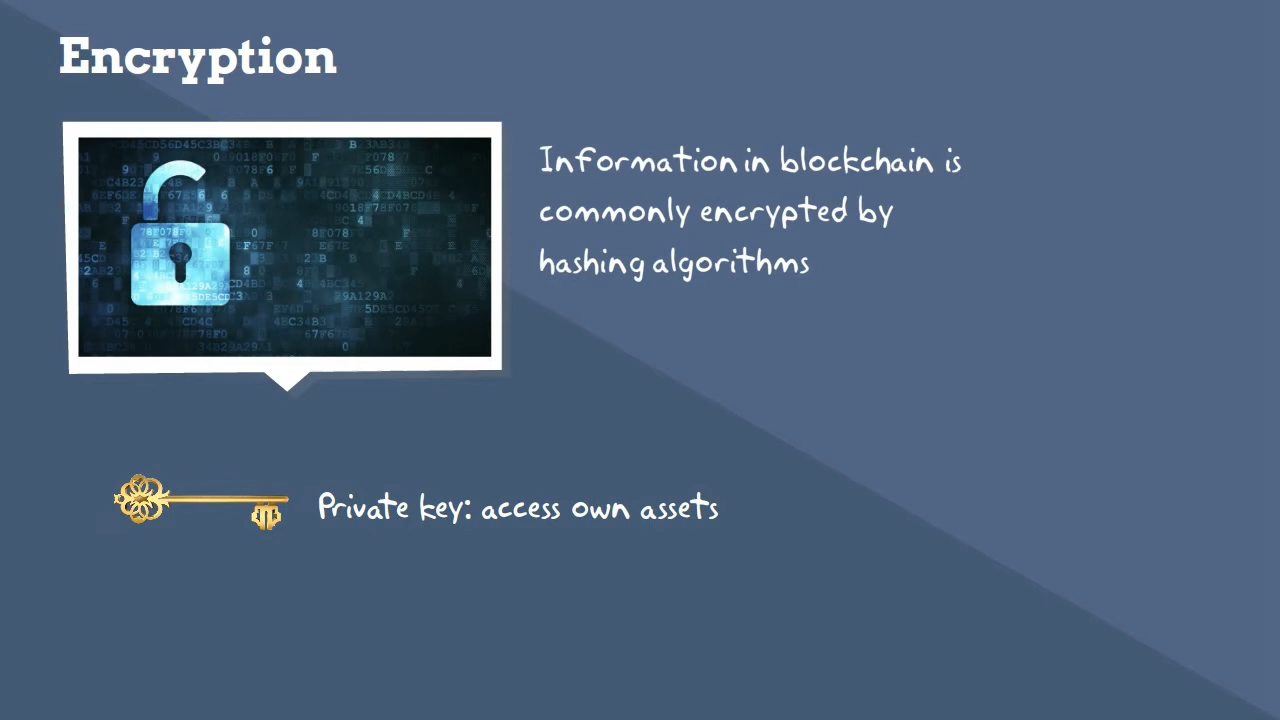 Encryption
Information in blockchain is
commonly encrypted by
hashing algorithms
Private key: access own assets